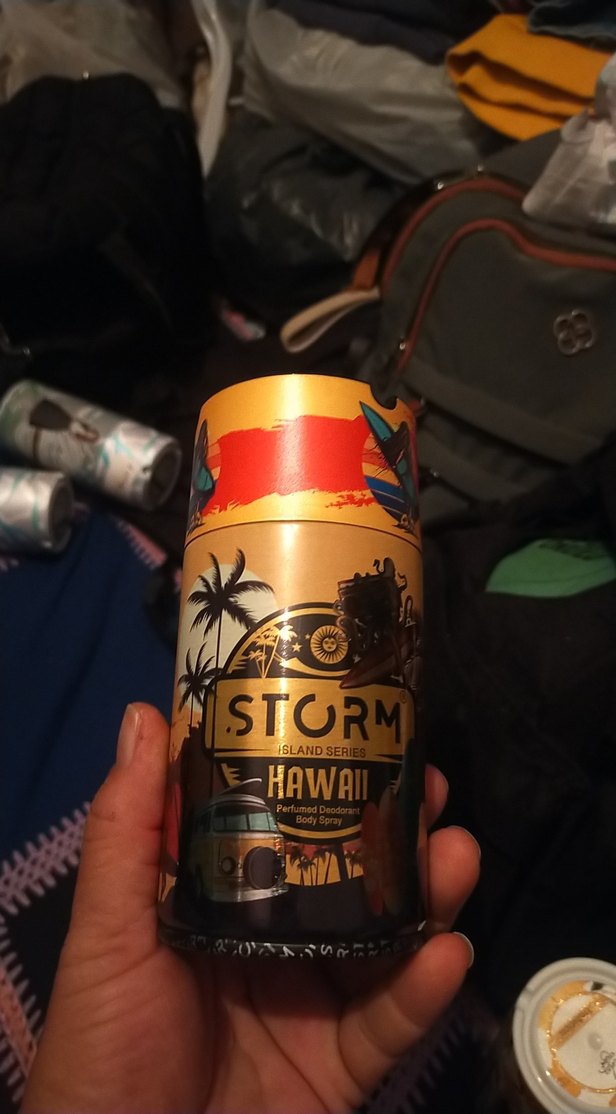 STORM
ISLAND SERIES
HAWAII
Perfumed Deodorant
Body Spray